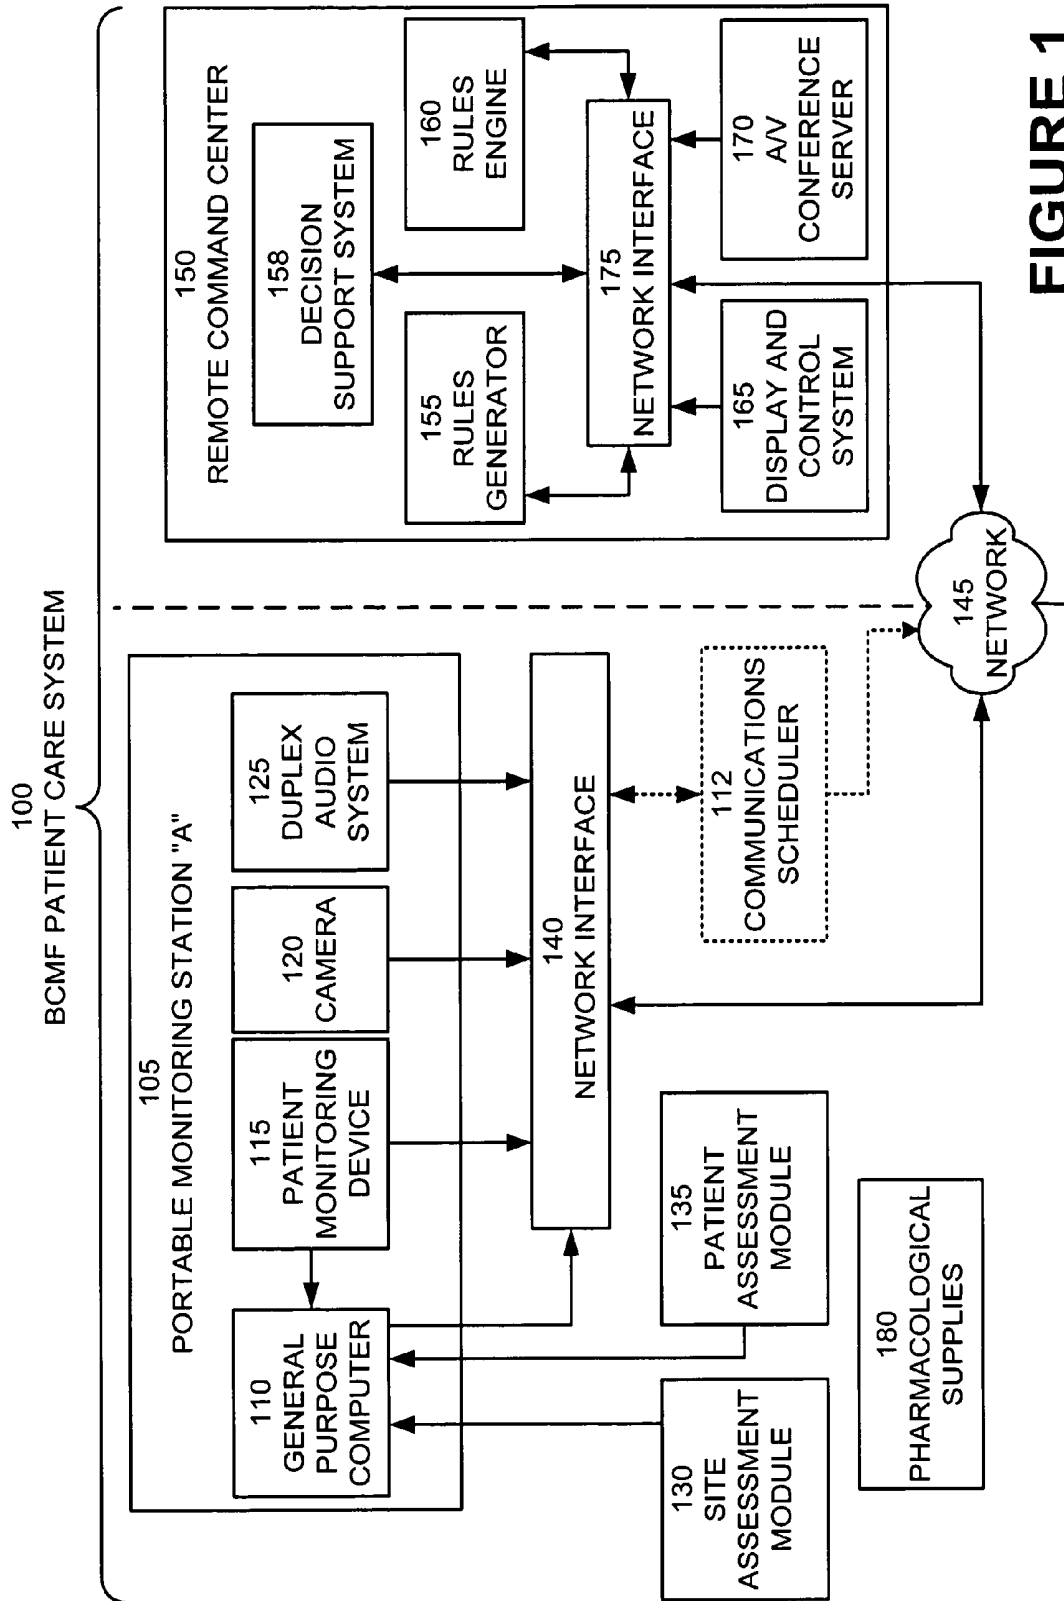 100
BCMF PATIENT CARE SYSTEM
105
PORTABLE MONITORING STATION "A"
110
GENERAL
PURPOSE
COMPUTER
115
PATIENT
MONITORING
DEVICE
120
CAMERA
125
DUPLEX
AUDIO
SYSTEM
140
NETWORK INTERFACE
130
SITE
ASSESSMENT
MODULE
135
PATIENT
ASSESSMENT
MODULE
112
COMMUNICATIONS
SCHEDULER
180
PHARMACOLOGICAL
SUPPLIES
145
NETWORK
150
REMOTE COMMAND CENTER
158
DECISION
SUPPORT SYSTEM
155
RULES
GENERATOR
160
RULES
ENGINE
175
NETWORK INTERFACE
165
DISPLAY AND
CONTROL
SYSTEM
170
A/V
CONFERENCE
SERVER
FIGURE 1